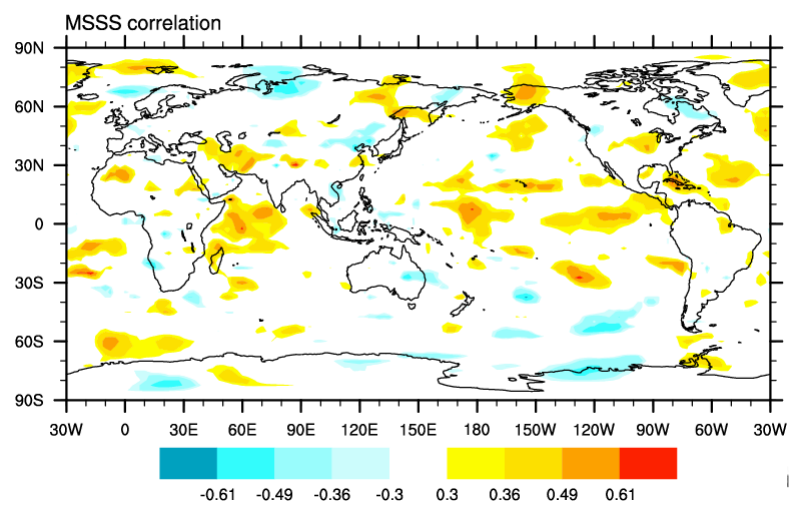 MSSS correlation
90N
60N
30N
0
30S
60S
90S
30W 0 30E 60E 90E 120E 150E 180 150W 120W 90W 60W 30W
-0.61 -0.49 -0.36 -0.3 0.3 0.36 0.49 0.61